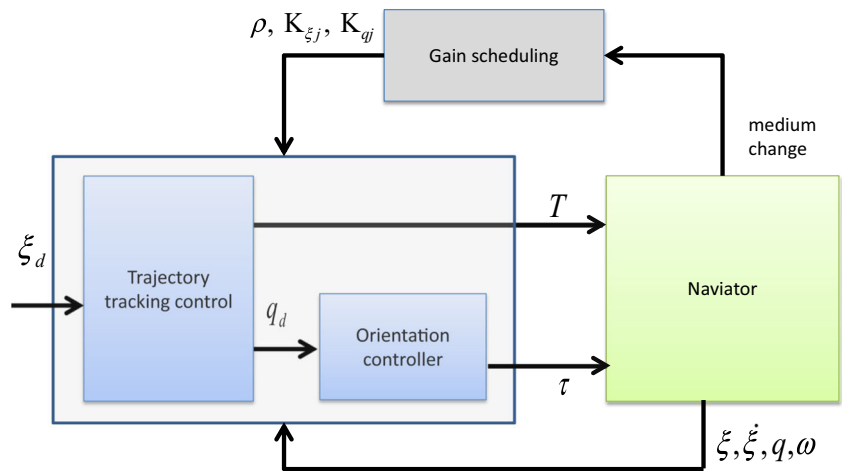 ρ, K_ξj, K_qj
Gain scheduling
medium
change
ξ_d
Trajectory
tracking control
T
Naviator
q_d
Orientation
controller
τ
ξ, ξ̇, q, ω